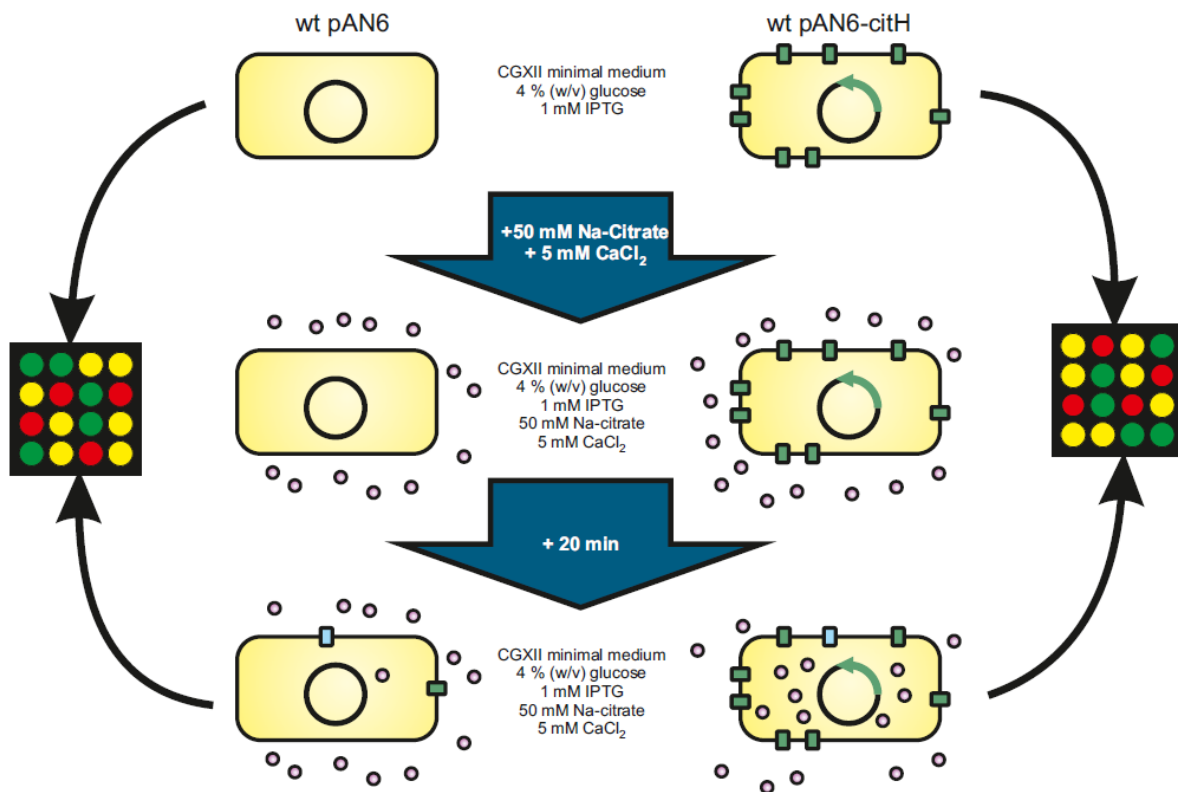 wt pAN6
wt pAN6-citH
CGXII minimal medium
4 % (w/v) glucose
1 mM IPTG
+50 mM Na-Citrate
+ 5 mM CaCl₂
CGXII minimal medium
4 % (w/v) glucose
1 mM IPTG
50 mM Na-citrate
5 mM CaCl₂
+ 20 min
CGXII minimal medium
4 % (w/v) glucose
1 mM IPTG
50 mM Na-citrate
5 mM CaCl₂